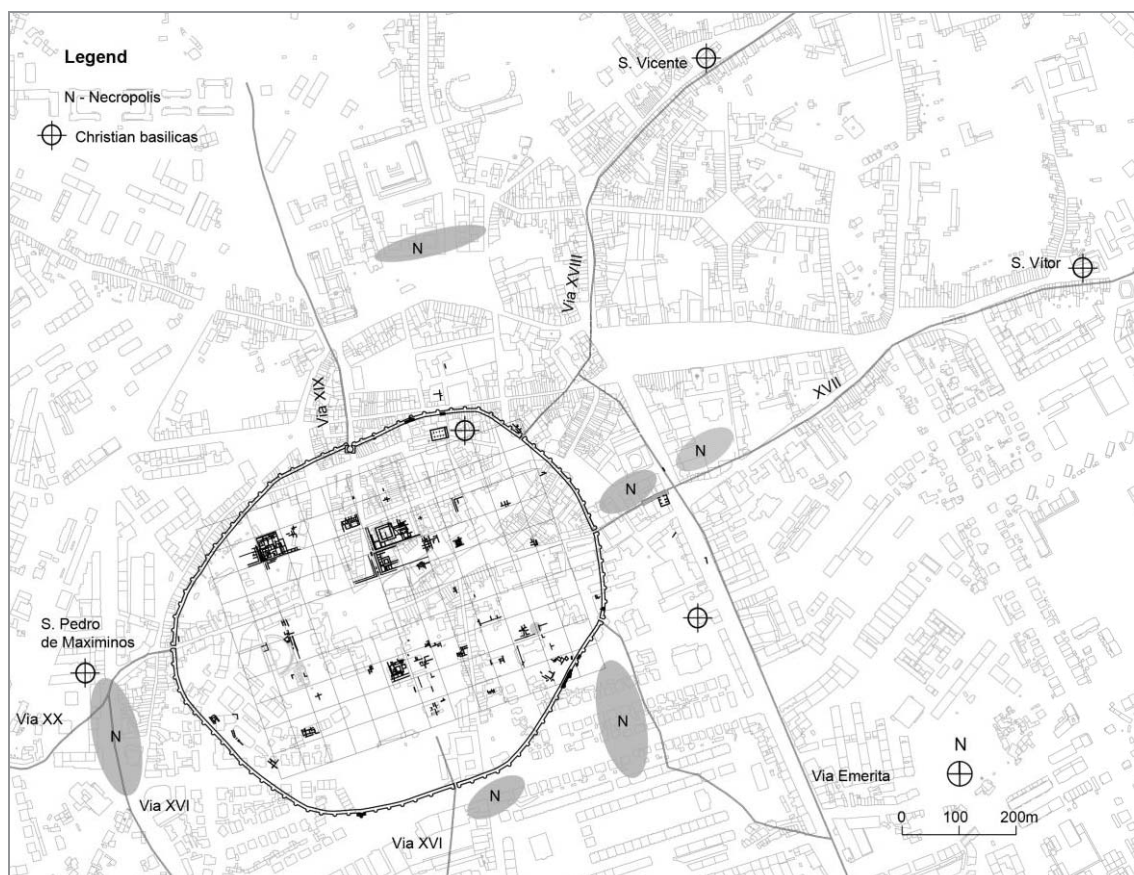 Legend
N - Necropolis
Christian basilicas
S. Vicente
S. Vítor
N
Via XVIII
Via XIX
XVII
N
N
S. Pedro
de Maximinos
Via XX
N
Via XVI
N
N
Via XVI
Via Emerita
N
0 100 200m